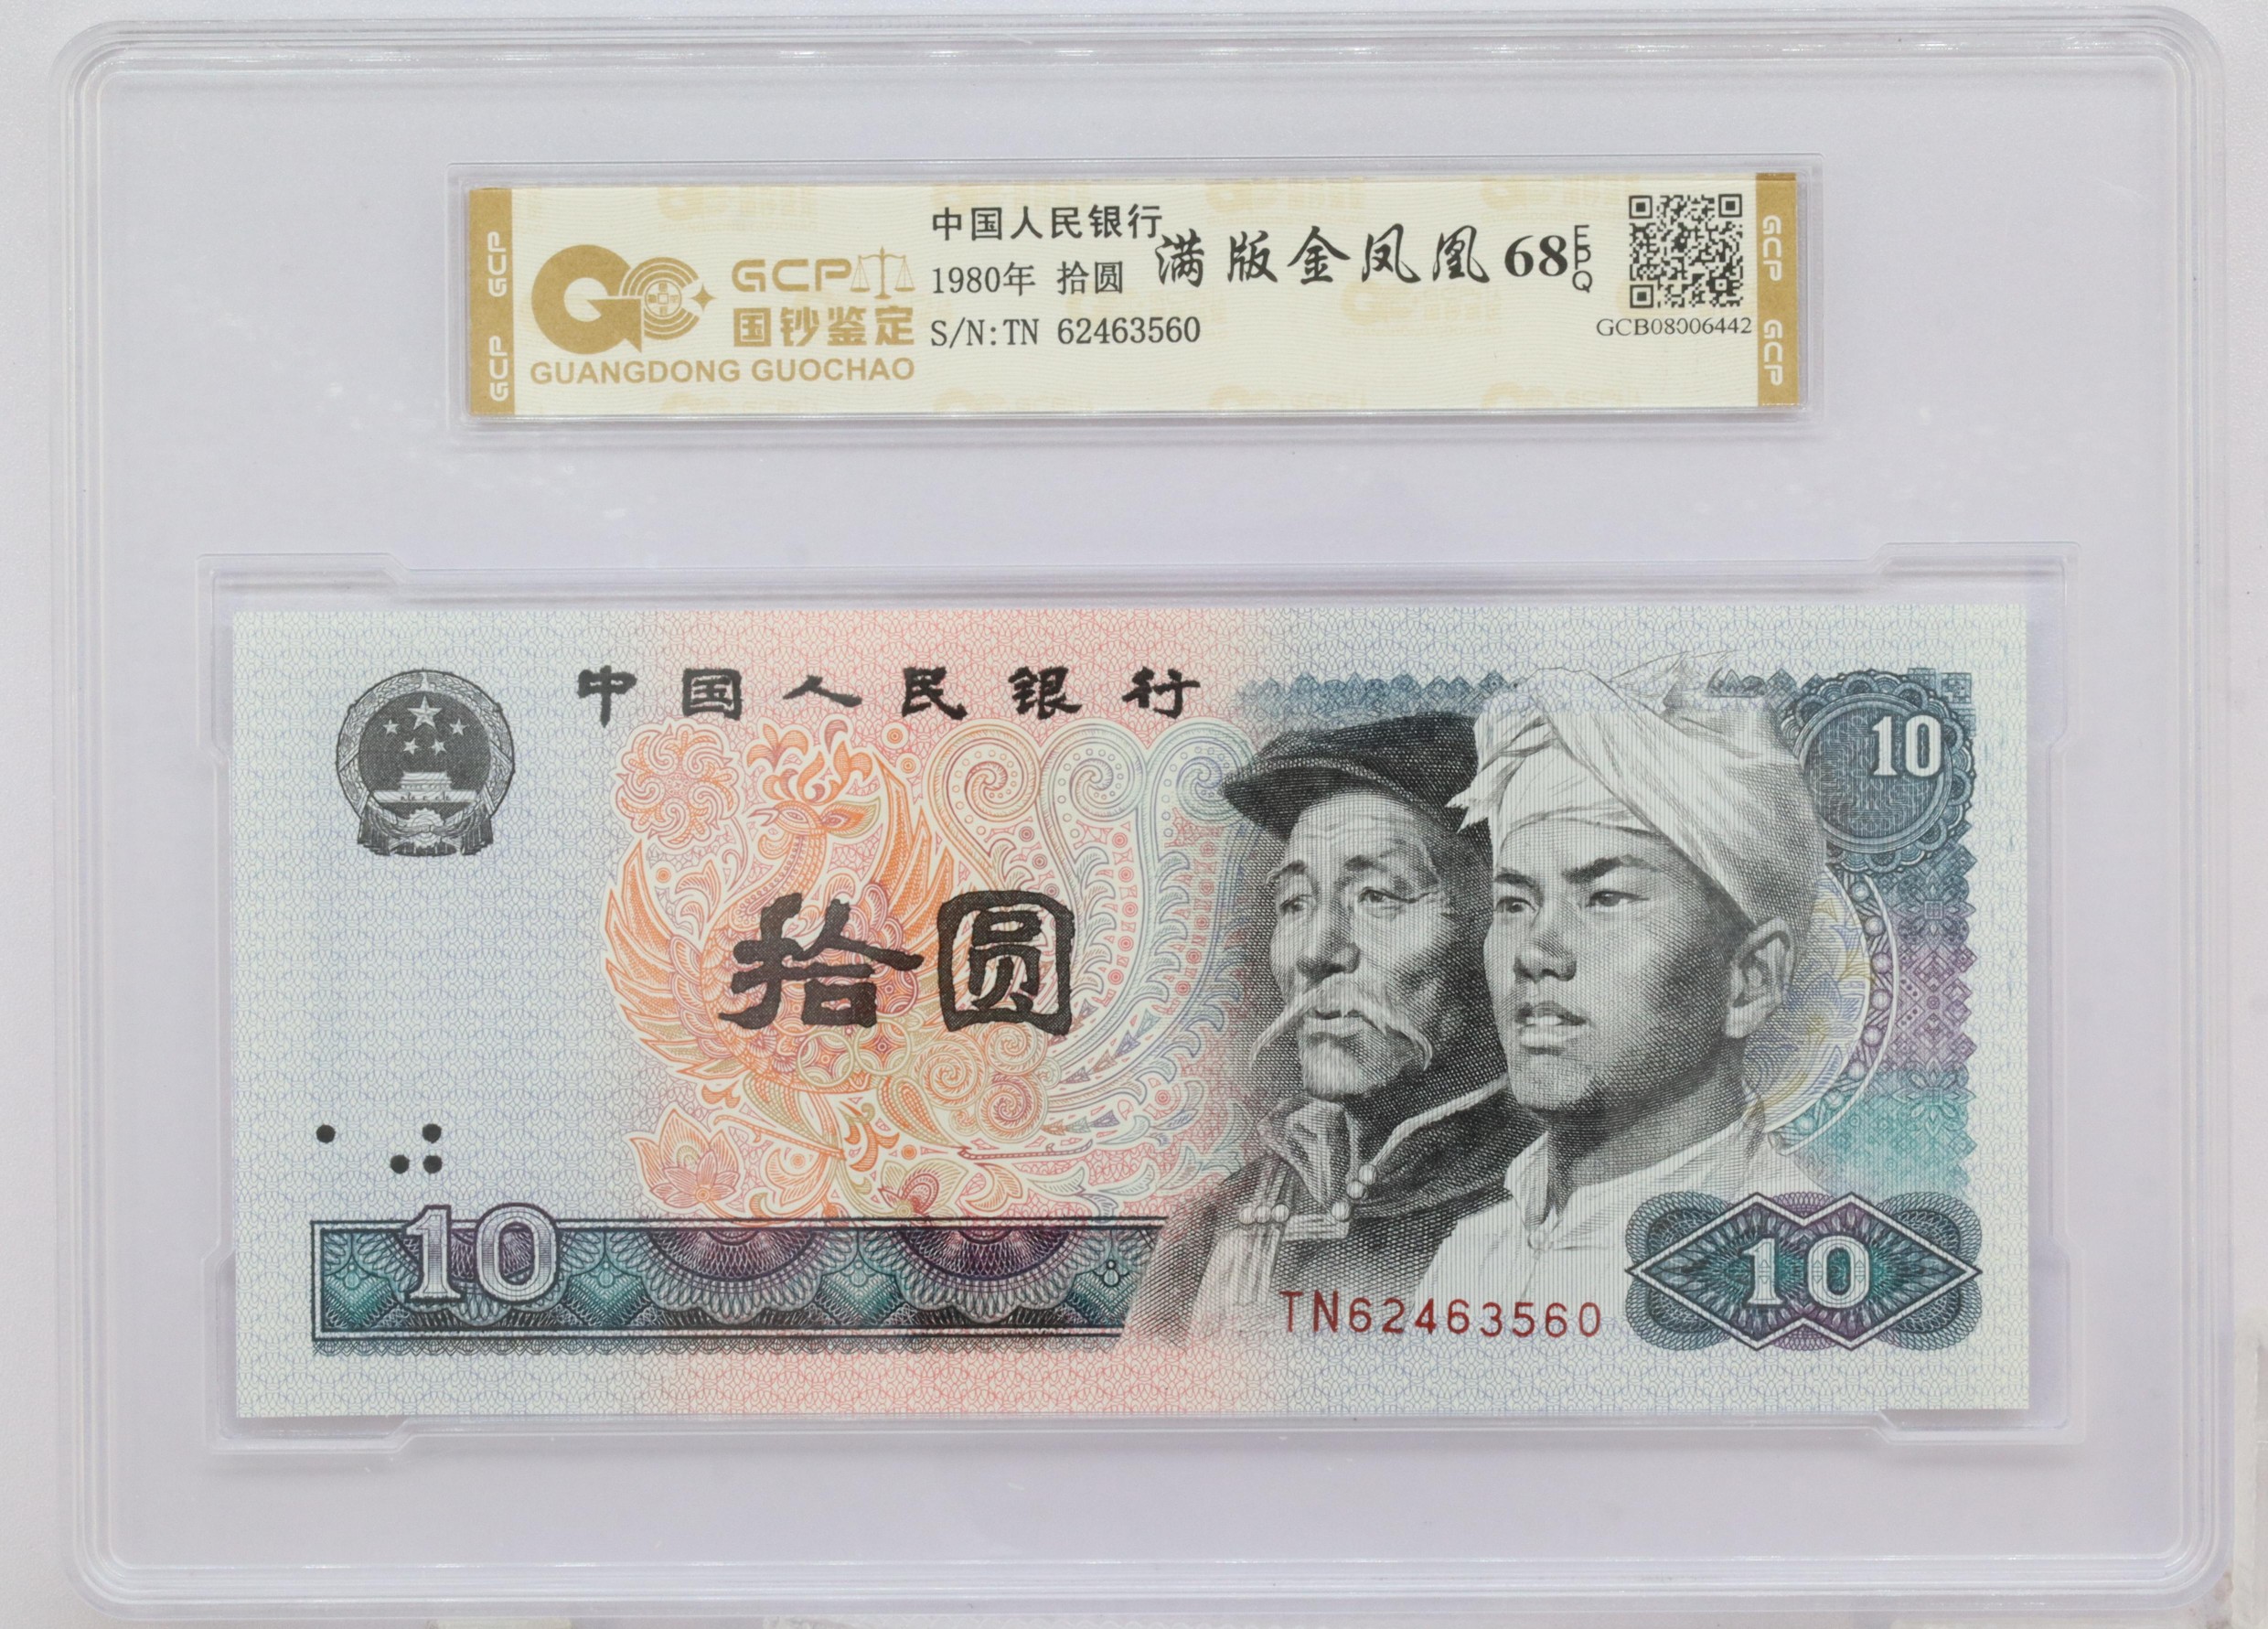 GCP GCP
GCP
国钞鉴定
GUANGDONG GUOCHAO
中国人民银行
1980年 拾圆
S/N:TN 62463560
满版金凤凰 68 EPQ
GCB08006442
GCP GCP
中国人民银行
10
拾圆
10
TN62463560
10